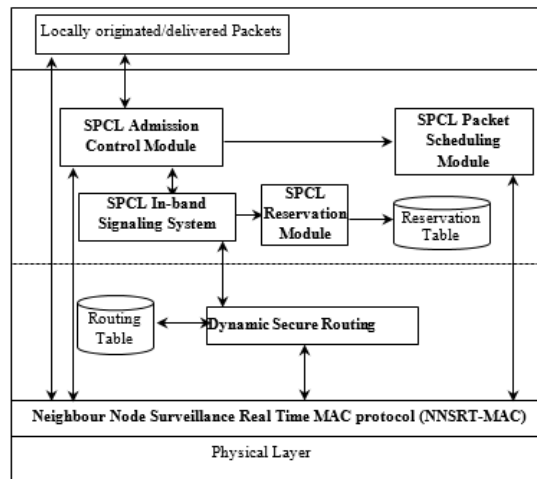 Locally originated/delivered Packets
SPCL Admission
Control Module
SPCL Packet
Scheduling
Module
SPCL In-band
Signaling System
SPCL
Reservation
Module
Reservation
Table
Routing
Table
Dynamic Secure Routing
Neighbour Node Surveillance Real Time MAC protocol (NNSRT-MAC)
Physical Layer